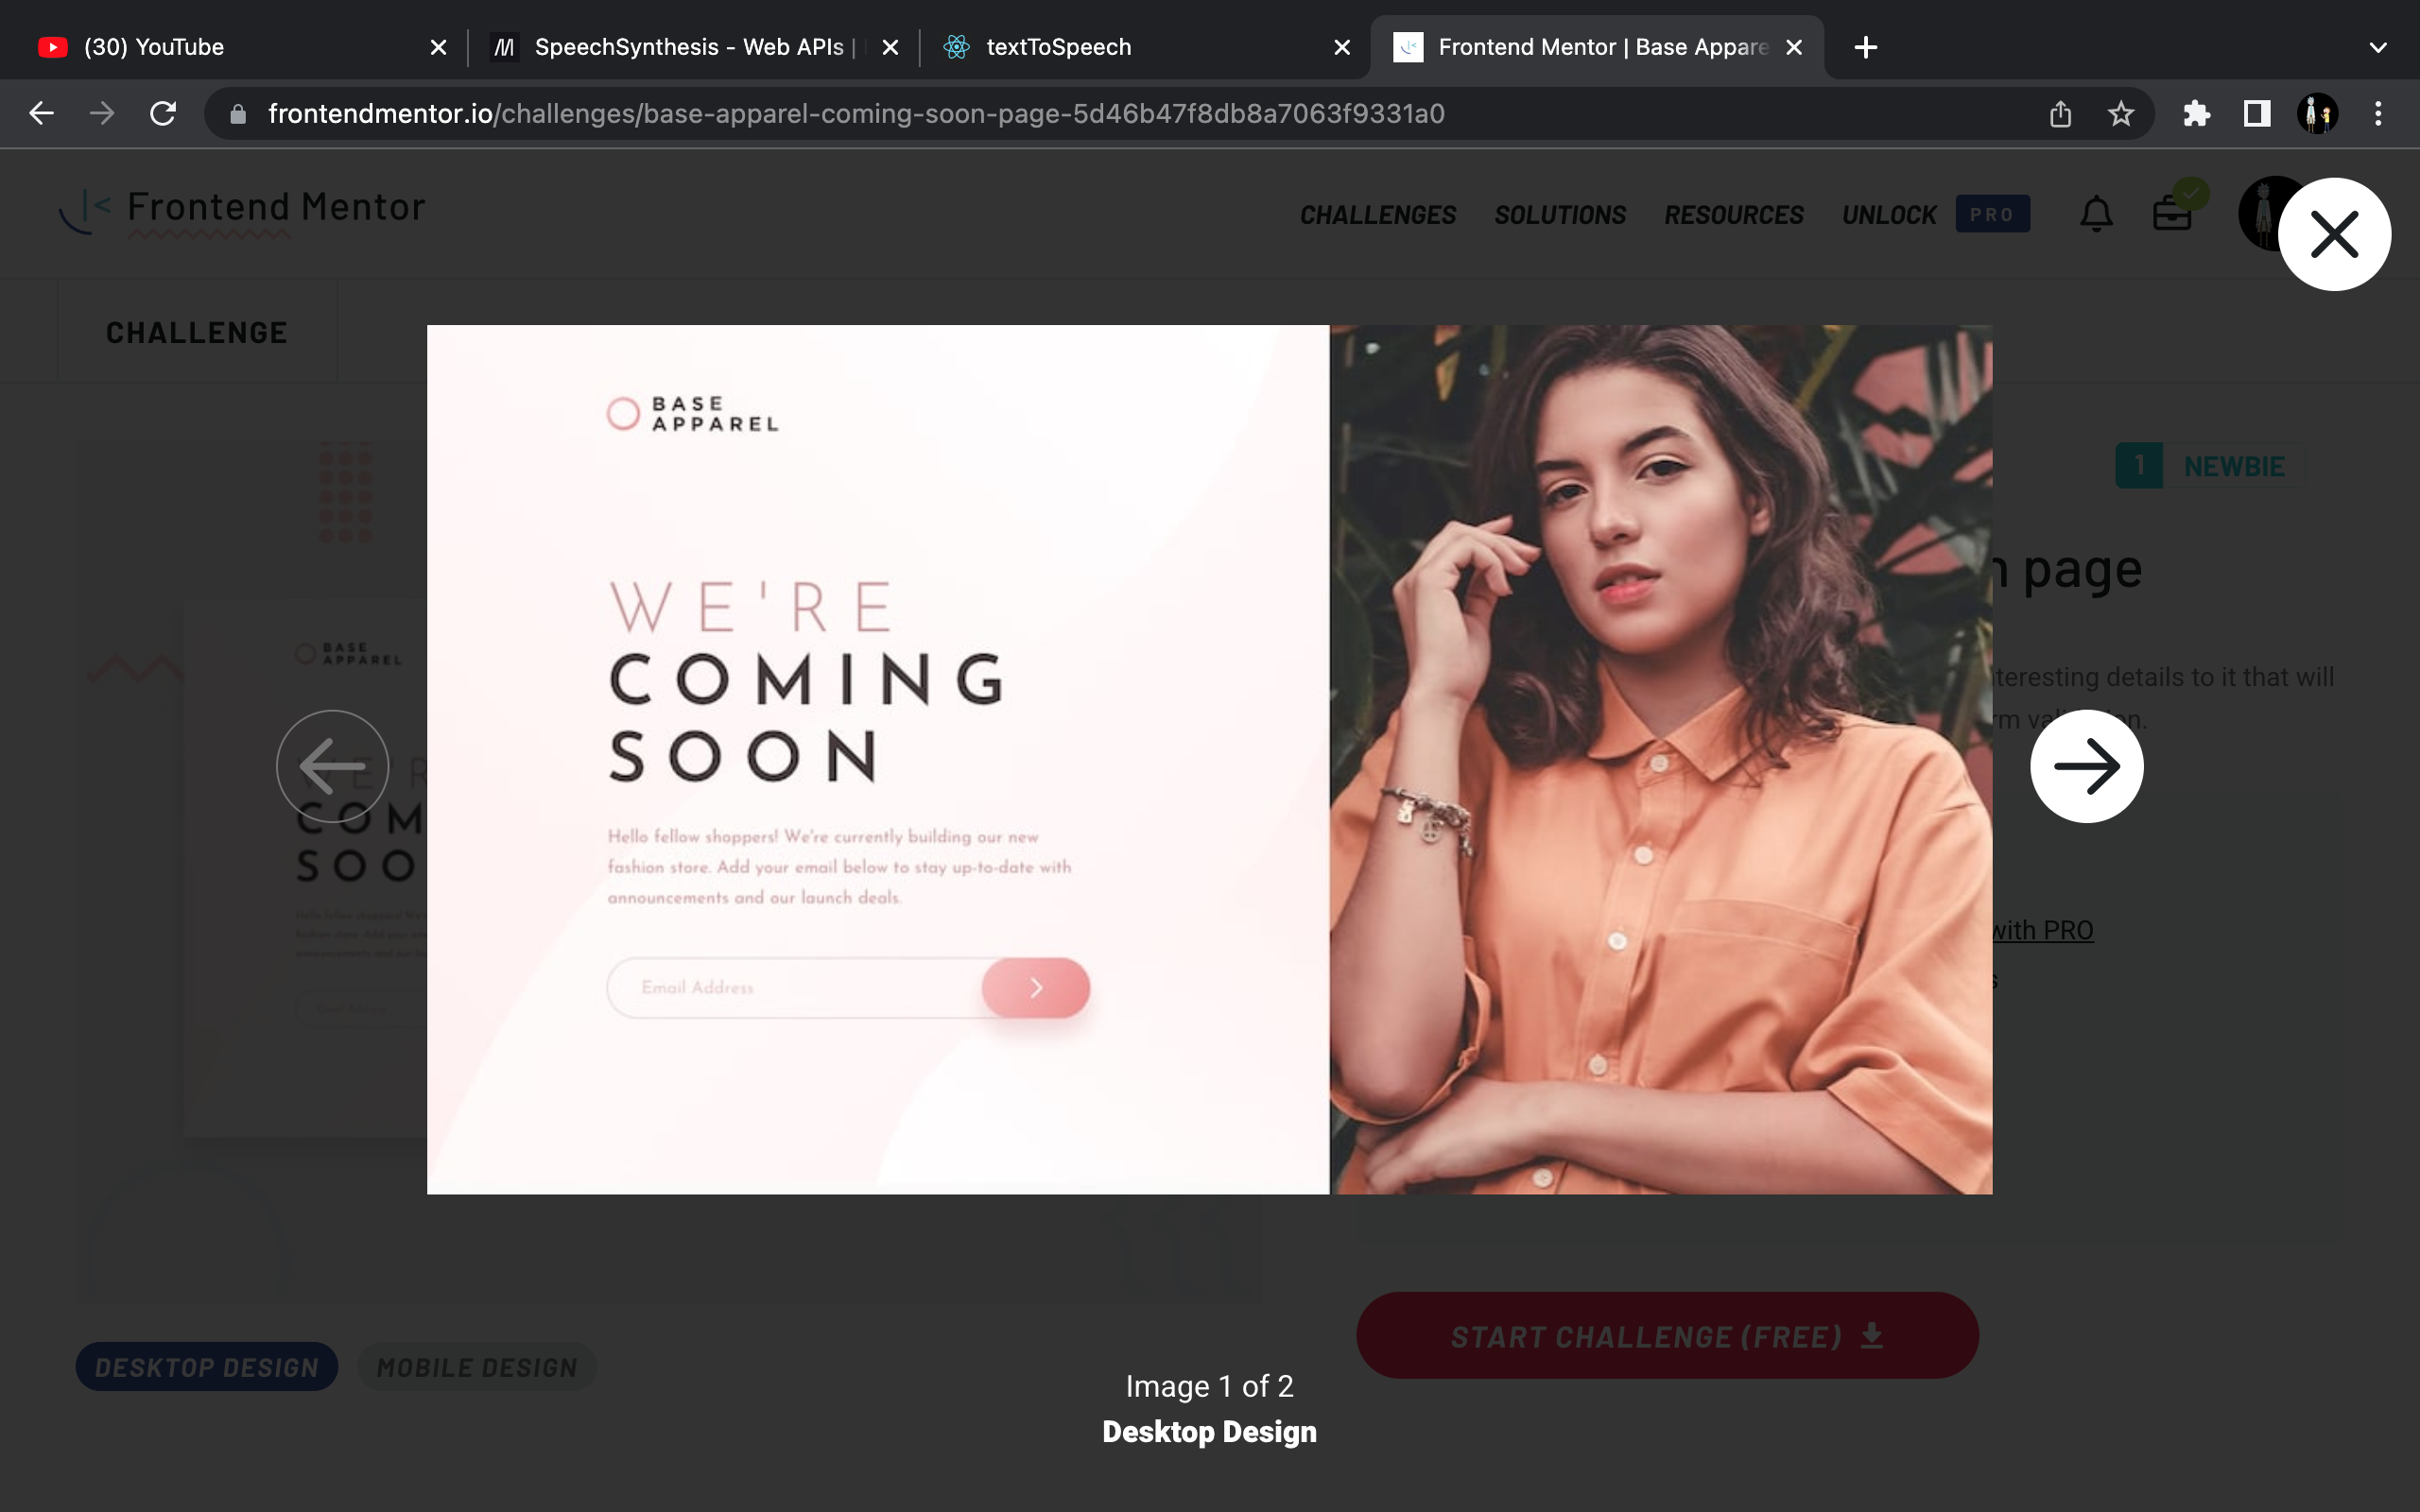 (30) YouTube
SpeechSynthesis - Web APIs |
textToSpeech
Frontend Mentor | Base Appare
frontendmentor.io/challenges/base-apparel-coming-soon-page-5d46b47f8db8a7063f9331a0
Frontend Mentor
CHALLENGES SOLUTIONS RESOURCES UNLOCK PRO
CHALLENGE
BASE
APPAREL
WE'RE
COMING
SOON
Hello fellow shoppers! We're currently building our new
fashion store. Add your email below to stay up-to-date with
announcements and our launch deals.
Email Address
1 NEWBIE
page
details to it that will
with PRO
BASE
APPAREL
START CHALLENGE (FREE)
DESKTOP DESIGN MOBILE DESIGN
Image 1 of 2
Desktop Design